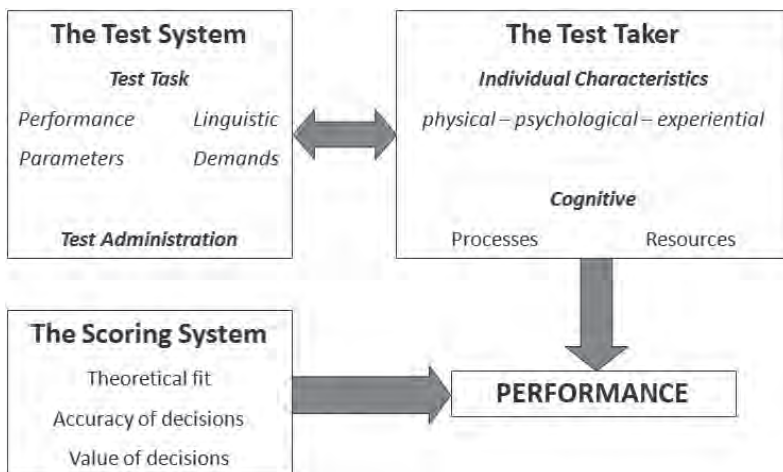 The Test System
Test Task
Performance Linguistic
Parameters Demands
Test Administration
The Test Taker
Individual Characteristics
physical – psychological – experiential
Cognitive
Processes Resources
The Scoring System
Theoretical fit
Accuracy of decisions
Value of decisions
PERFORMANCE